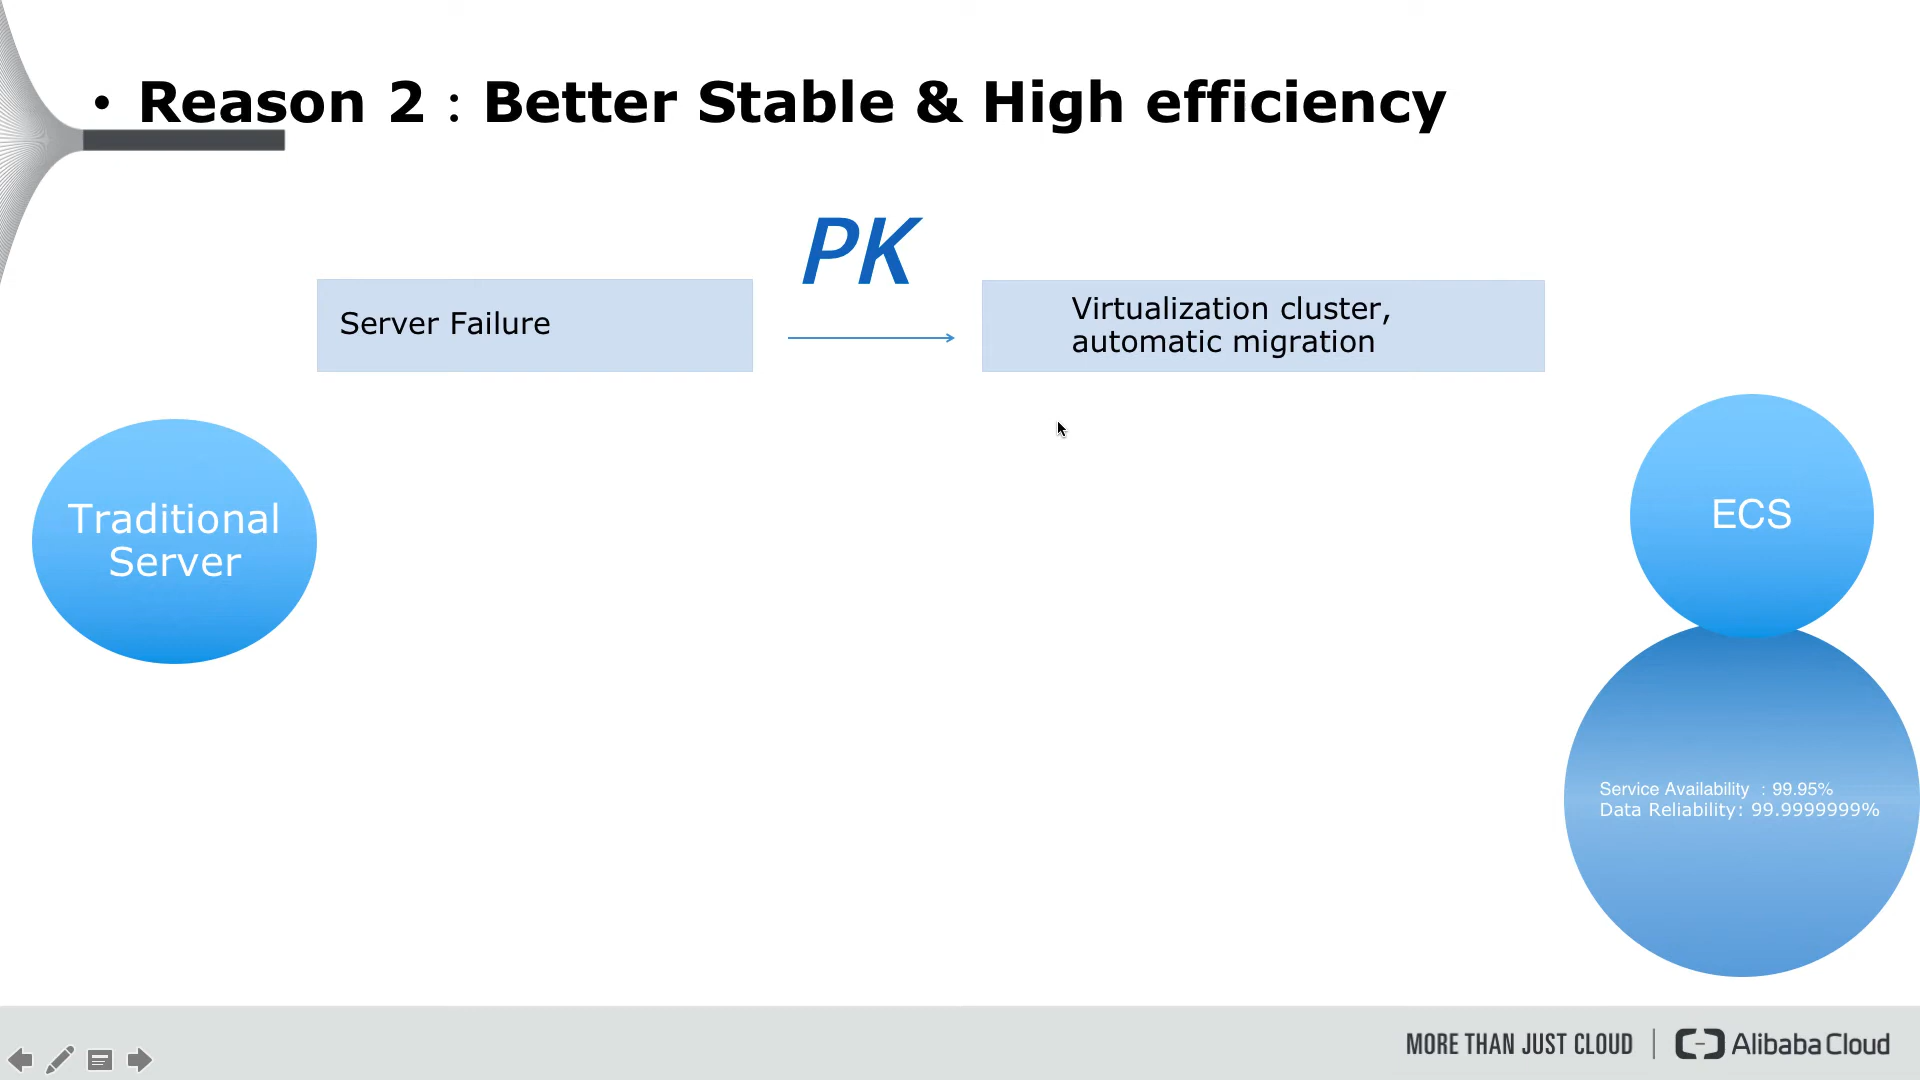 • Reason 2 : Better Stable & High efficiency
PK
Server Failure
Virtualization cluster,
automatic migration
Traditional
Server
ECS
Service Availability : 99.95%
Data Reliability: 99.9999999%
MORE THAN JUST CLOUD | Alibaba Cloud